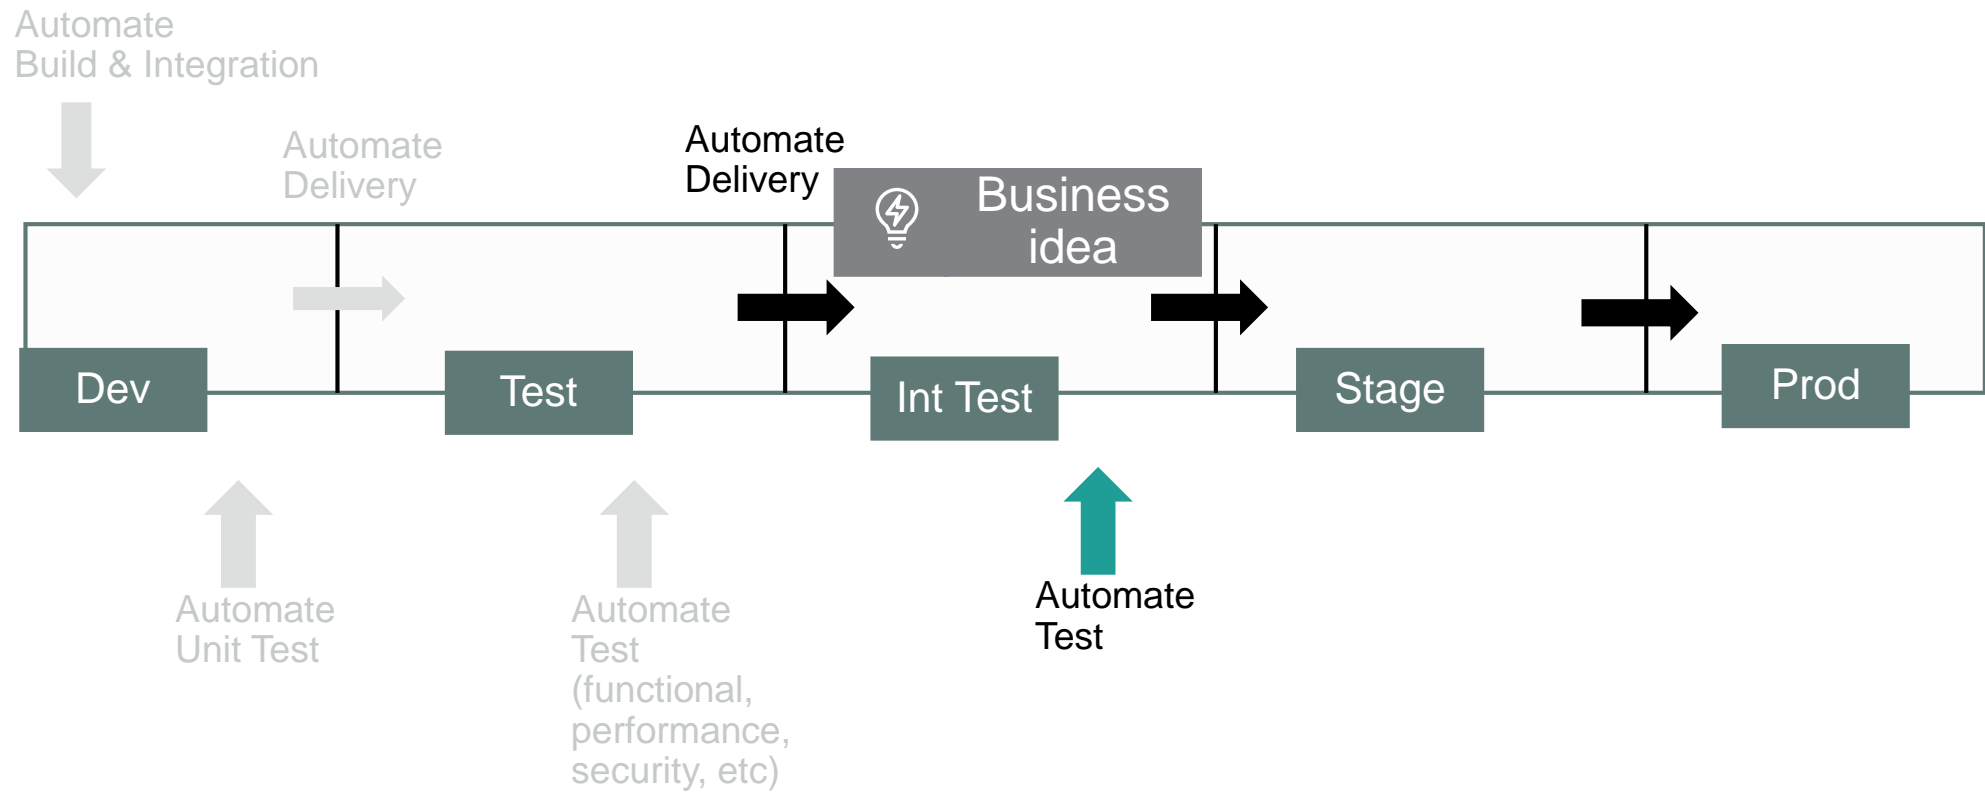 Automate
Build & Integration
Automate
Delivery
Automate
Delivery
Business
idea
Dev
Test
Int Test
Stage
Prod
Automate
Unit Test
Automate
Test
(functional,
performance,
security, etc)
Automate
Test